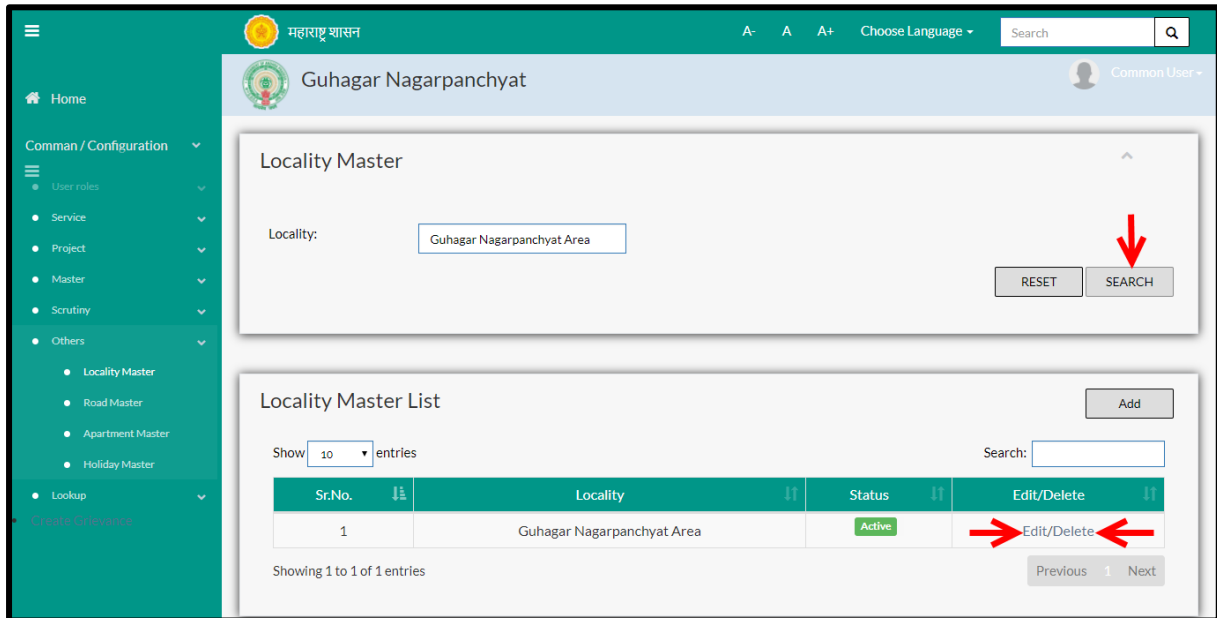 महाराष्ट्र शासन
A- A A+ Choose Language Search
Guhagar Nagarpanchyat
Common User
Home
Comman / Configuration
User roles
Service
Project
Master
Scrutiny
Others
Locality Master
Road Master
Apartment Master
Holiday Master
Lookup
Create Grievance
Locality Master
Locality: Guhagar Nagarpanchyat Area
RESET SEARCH
Locality Master List
Add
Show 10 entries Search:
Sr.No. Locality Status Edit/Delete
1 Guhagar Nagarpanchyat Area Active Edit/Delete
Showing 1 to 1 of 1 entries
Previous 1 Next